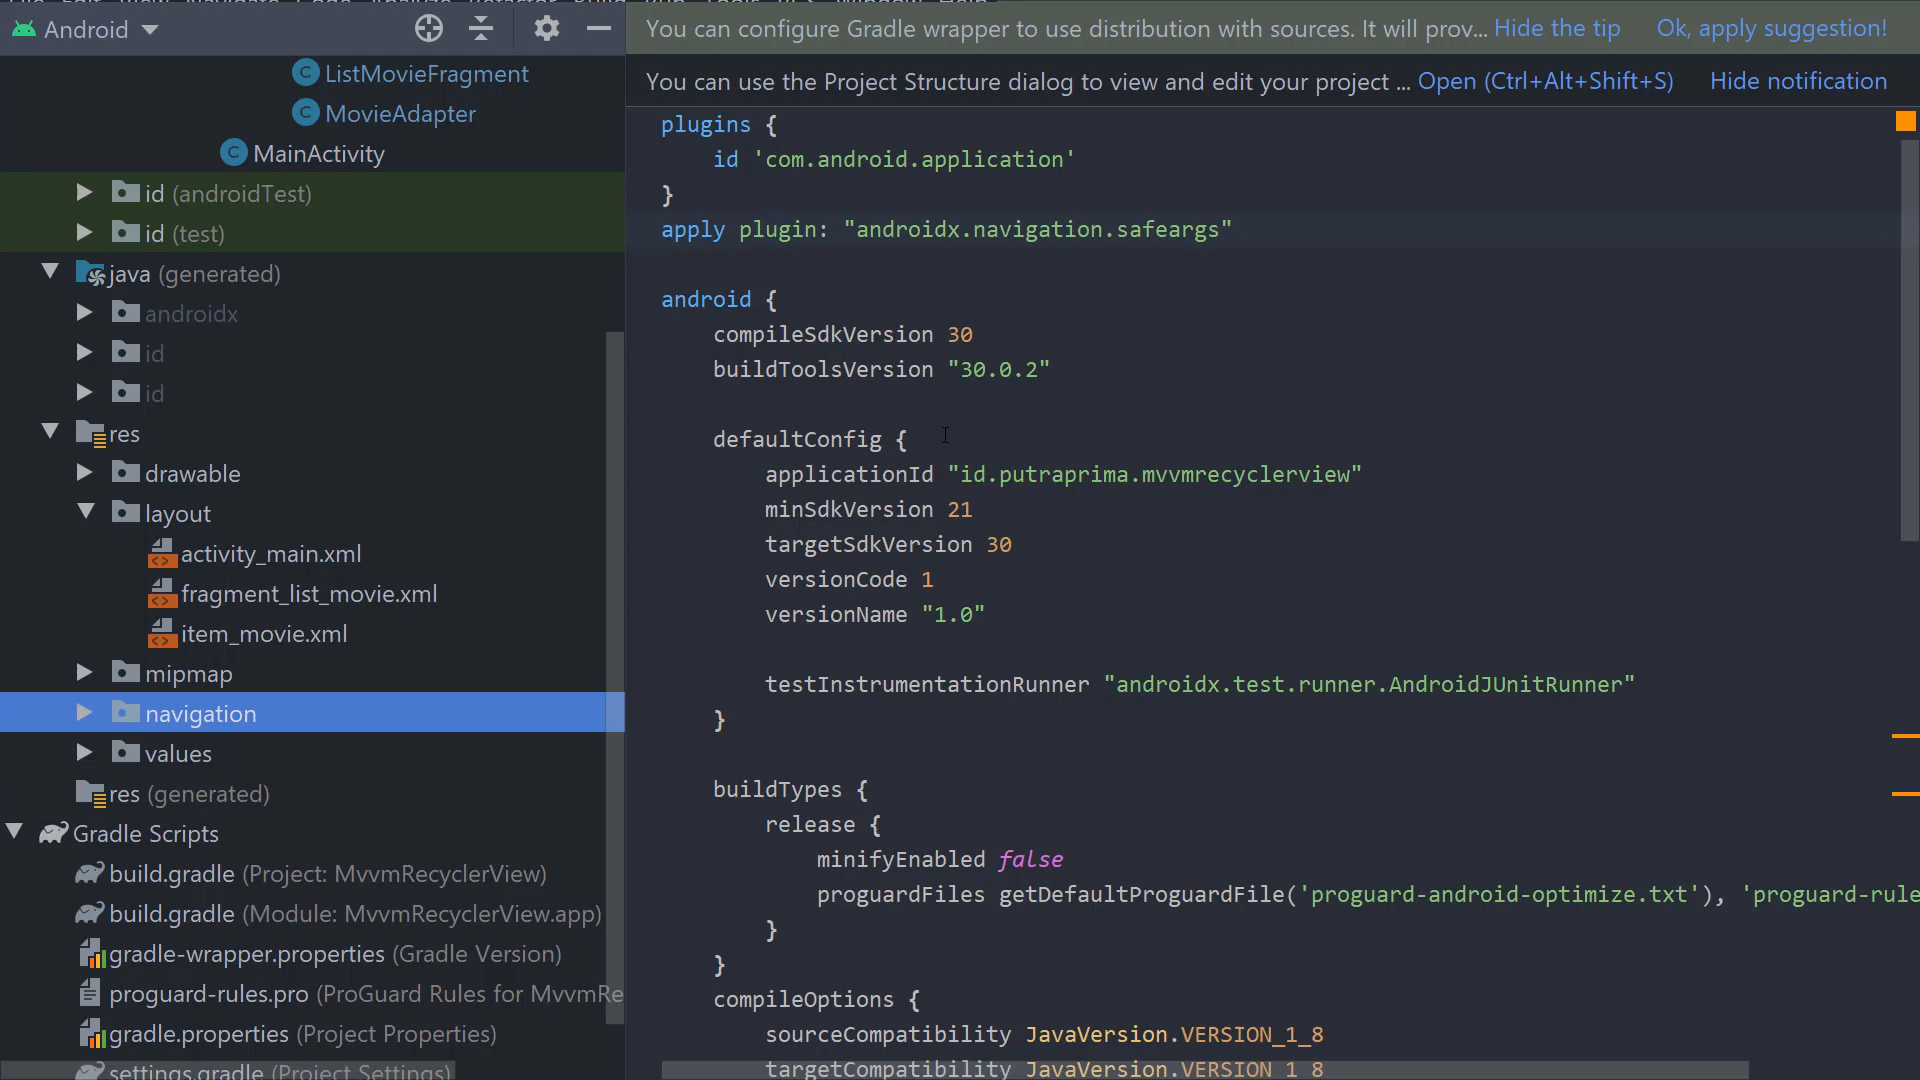 Android
ListMovieFragment
MovieAdapter
MainActivity
id (androidTest)
id (test)
java (generated)
androidx
id
id
res
drawable
layout
activity_main.xml
fragment_list_movie.xml
item_movie.xml
mipmap
navigation
values
res (generated)
Gradle Scripts
build.gradle (Project: MvvmRecyclerView)
build.gradle (Module: MvvmRecyclerView.app)
gradle-wrapper.properties (Gradle Version)
proguard-rules.pro (ProGuard Rules for MvvmRe
gradle.properties (Project Properties)
settings.gradle (Project Settings)
You can configure Gradle wrapper to use distribution with sources. It will prov... Hide the tip Ok, apply suggestion!
You can use the Project Structure dialog to view and edit your project ... Open (Ctrl+Alt+Shift+S) Hide notification
plugins {
id 'com.android.application'
}
apply plugin: "androidx.navigation.safeargs"
android {
compileSdkVersion 30
buildToolsVersion "30.0.2"
defaultConfig {
applicationId "id.putraprima.mvvmrecyclerview"
minSdkVersion 21
targetSdkVersion 30
versionCode 1
versionName "1.0"
testInstrumentationRunner "androidx.test.runner.AndroidJUnitRunner"
}
buildTypes {
release {
minifyEnabled false
proguardFiles getDefaultProguardFile('proguard-android-optimize.txt'), 'proguard-rule
}
}
compileOptions {
sourceCompatibility JavaVersion.VERSION_1_8
targetCompatibility JavaVersion.VERSION_1_8